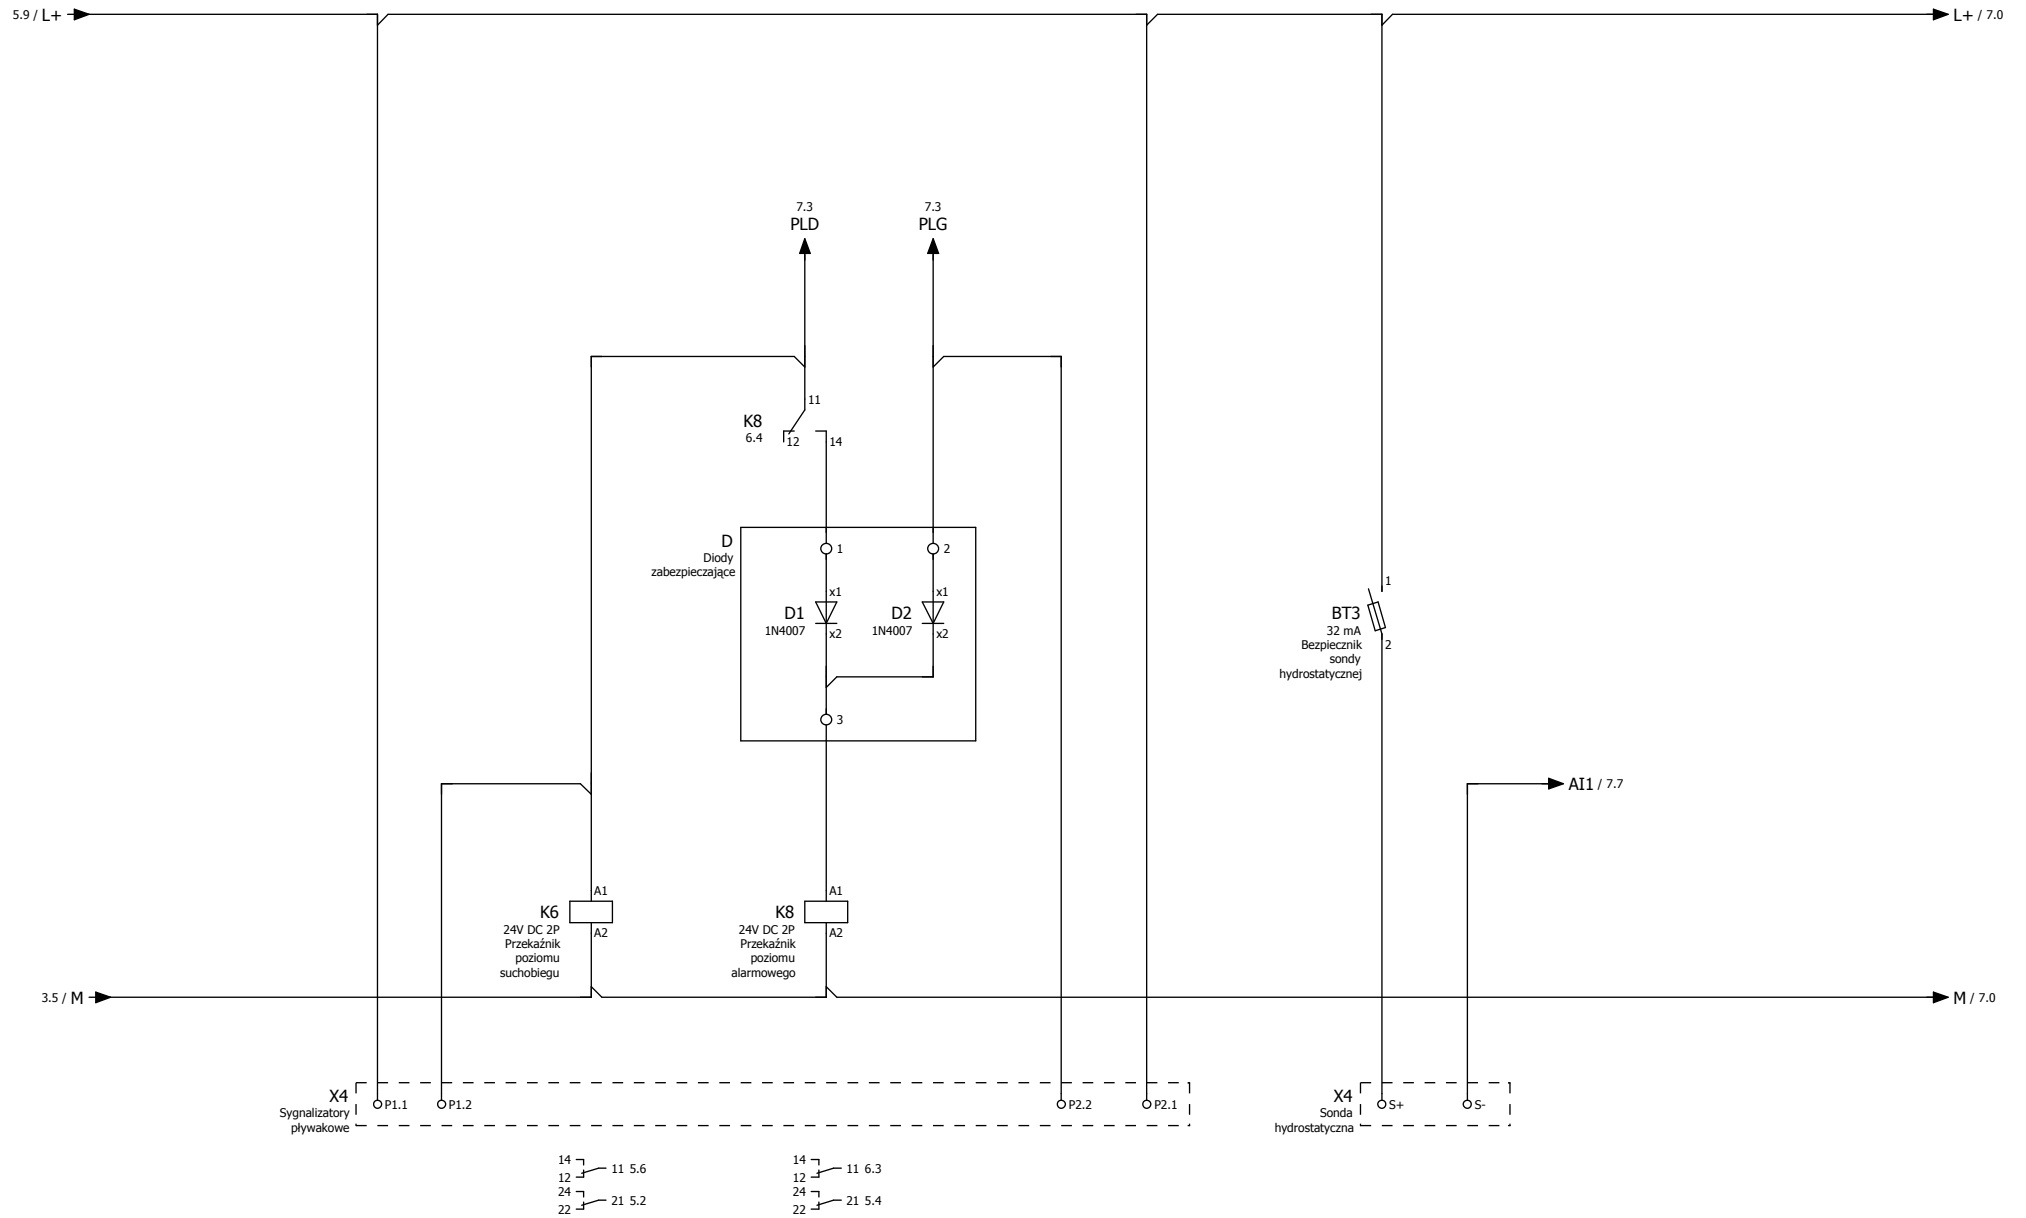 5.9 / L+
L+ / 7.0
7.3
PLD
7.3
PLG
11
K8
6.4
12
14
D
Diody
zabezpieczające
1
2
x1
x1
D1
1N4007
D2
1N4007
x2
x2
3
1
BT3
32 mA
Bezpiecznik
sondy
hydrostatycznej
2
AI1 / 7.7
A1
K6
24V DC 2P
Przekaźnik
poziomu
suchobiegu
A2
A1
K8
24V DC 2P
Przekaźnik
poziomu
alarmowego
A2
3.5 / M
M / 7.0
X4
Sygnalizatory
pływakowe
P1.1
P1.2
P2.2
P2.1
X4
Sonda
hydrostatyczna
S+
S-
14
12
11 5.6
24
22
21 5.2
14
12
11 6.3
24
22
21 5.4